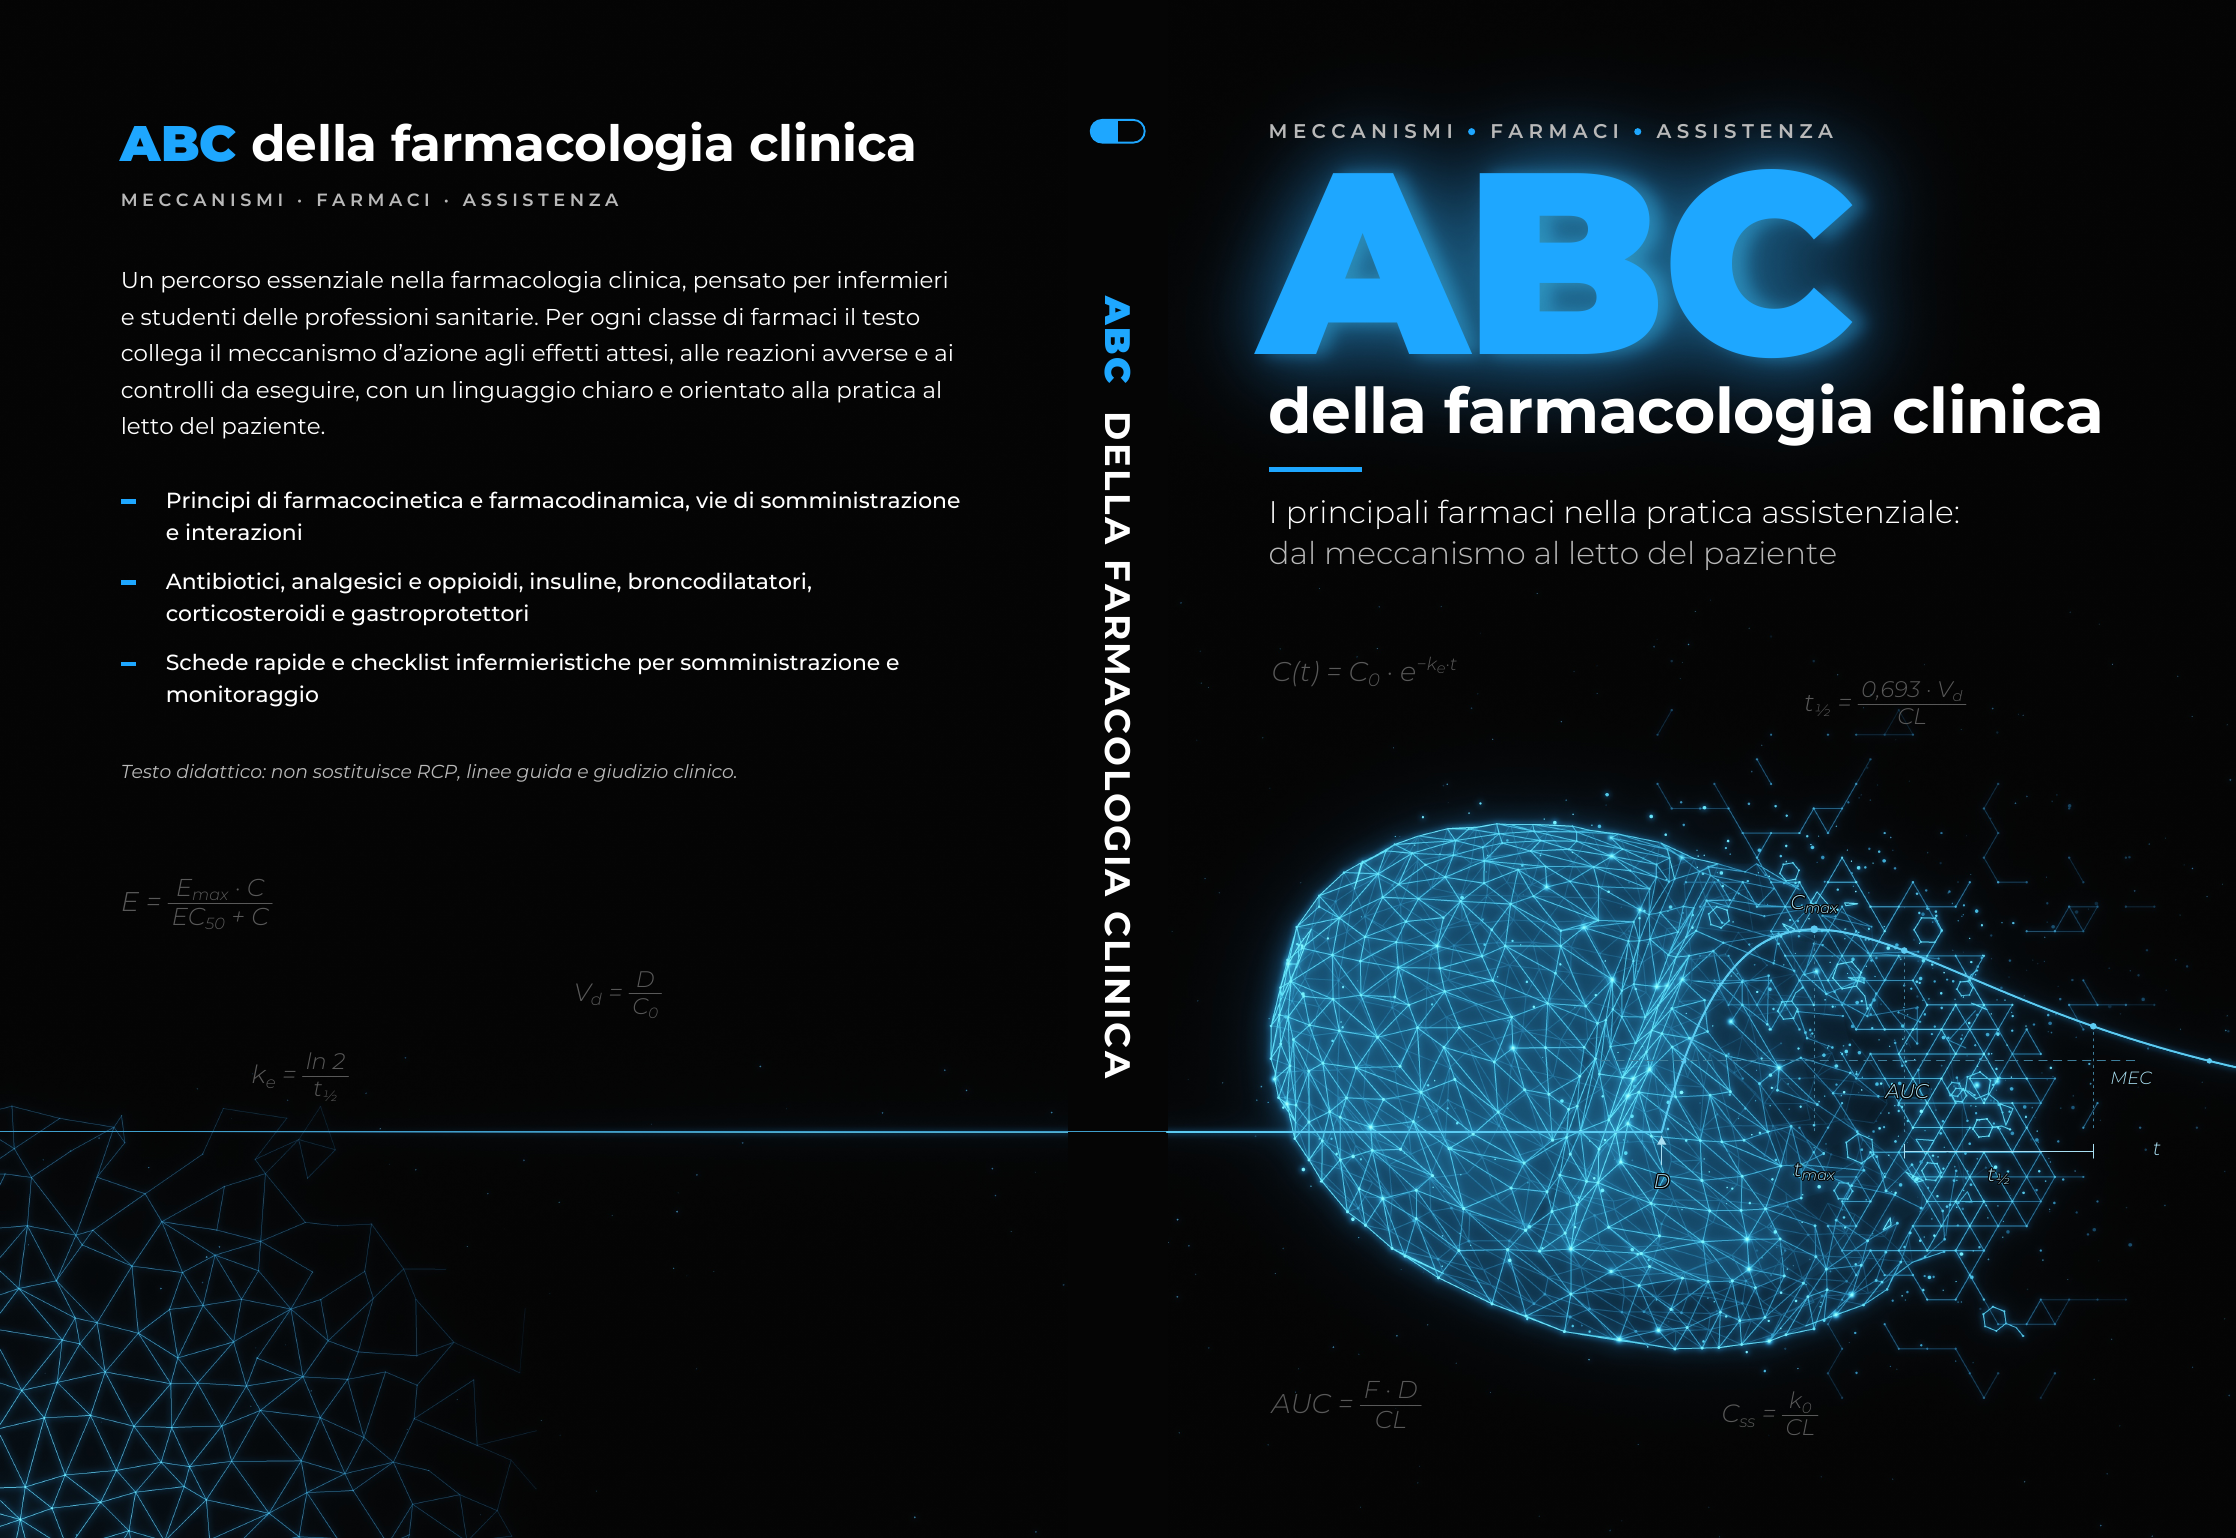 ABC della farmacologia clinica
MECCANISMI · FARMACI · ASSISTENZA
Un percorso essenziale nella farmacologia clinica, pensato per infermieri
e studenti delle professioni sanitarie. Per ogni classe di farmaci il testo
collega il meccanismo d’azione agli effetti attesi, alle reazioni avverse e ai
controlli da eseguire, con un linguaggio chiaro e orientato alla pratica al
letto del paziente.
Principi di farmacocinetica e farmacodinamica, vie di somministrazione
e interazioni
Antibiotici, analgesici e oppioidi, insuline, broncodilatatori,
corticosteroidi e gastroprotettori
Schede rapide e checklist infermieristiche per somministrazione e
monitoraggio
Testo didattico: non sostituisce RCP, linee guida e giudizio clinico.
E = Emax · C / EC50 + C
Vd = D / C0
ke = ln 2 / t½
ABC DELLA FARMACOLOGIA CLINICA
MECCANISMI • FARMACI • ASSISTENZA
ABC
della farmacologia clinica
I principali farmaci nella pratica assistenziale:
dal meccanismo al letto del paziente
C(t) = C0 · e^−ke·t
t½ = 0,693 · Vd / CL
Cmax
MEC
AUC
t
tmax
t½
D
AUC = F · D / CL
Css = k0 / CL